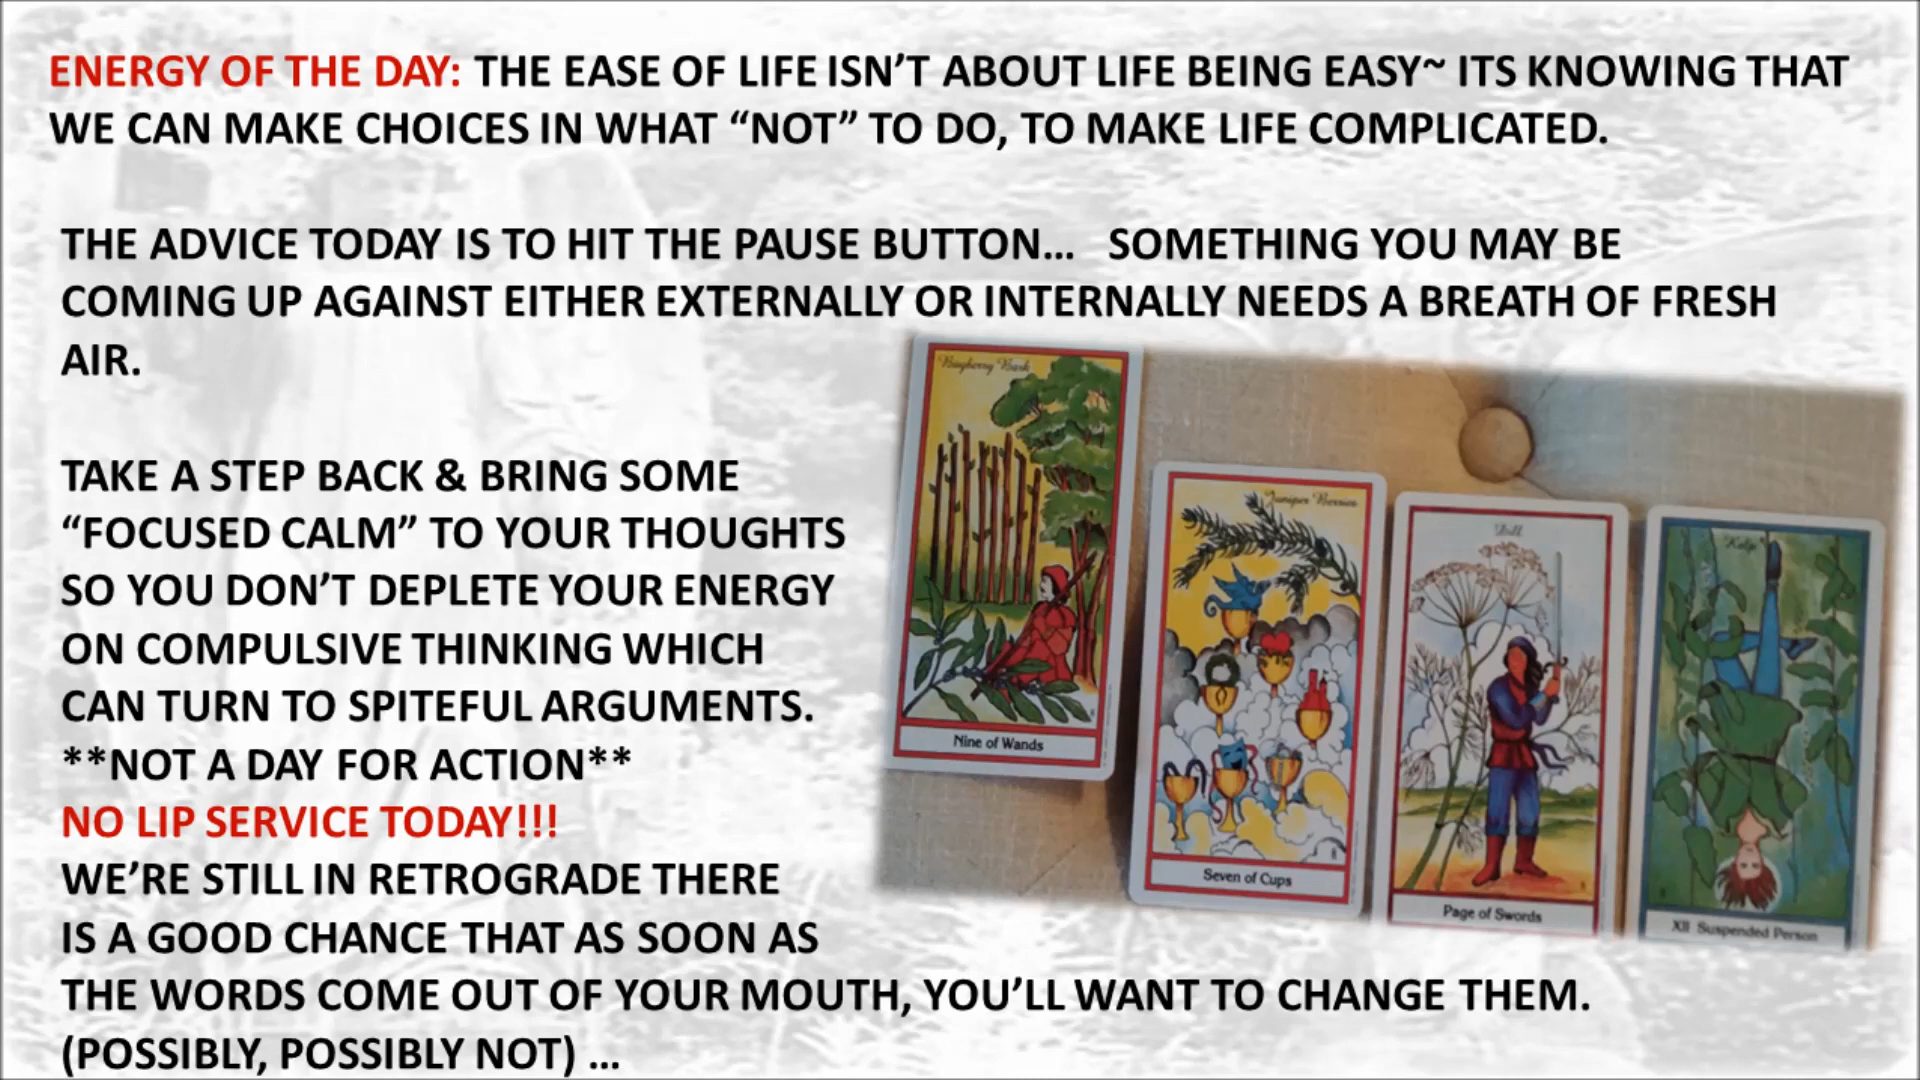 ENERGY OF THE DAY: THE EASE OF LIFE ISN’T ABOUT LIFE BEING EASY~ ITS KNOWING THAT
WE CAN MAKE CHOICES IN WHAT “NOT” TO DO, TO MAKE LIFE COMPLICATED.
THE ADVICE TODAY IS TO HIT THE PAUSE BUTTON… SOMETHING YOU MAY BE
COMING UP AGAINST EITHER EXTERNALLY OR INTERNALLY NEEDS A BREATH OF FRESH
AIR.
TAKE A STEP BACK & BRING SOME
“FOCUSED CALM” TO YOUR THOUGHTS
SO YOU DON’T DEPLETE YOUR ENERGY
ON COMPULSIVE THINKING WHICH
CAN TURN TO SPITEFUL ARGUMENTS.
**NOT A DAY FOR ACTION**
NO LIP SERVICE TODAY!!!
WE’RE STILL IN RETROGRADE THERE
IS A GOOD CHANCE THAT AS SOON AS
THE WORDS COME OUT OF YOUR MOUTH, YOU’LL WANT TO CHANGE THEM.
(POSSIBLY, POSSIBLY NOT) …
Bayberry Bark
Nine of Wands
Juniper Berries
Seven of Cups
Dill
Page of Swords
Kelp
XII Suspended Person